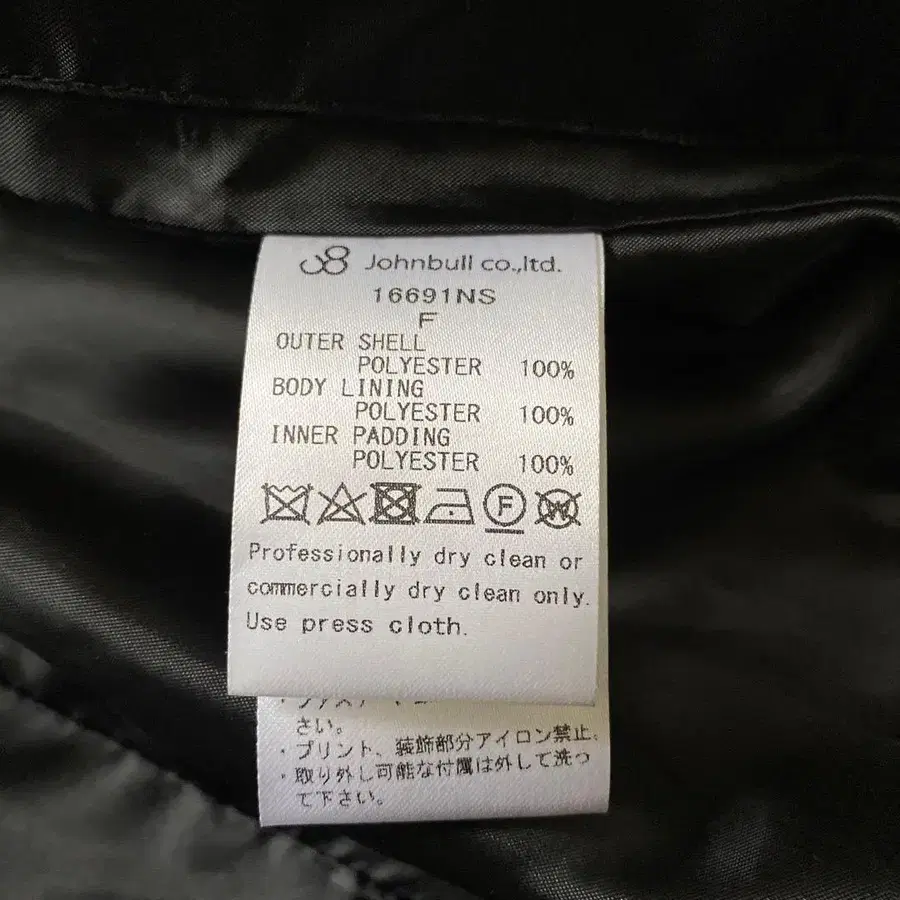 Johnbull co.,ltd.
16691NS
F
OUTER SHELL
POLYESTER 100%
BODY LINING
POLYESTER 100%
INNER PADDING
POLYESTER 100%
F W
Professionally dry clean or
commercially dry clean only.
Use press cloth.
さい。
・プリント、装飾部分アイロン禁止。
・取り外し可能な付属は外して洗っ
て下さい。